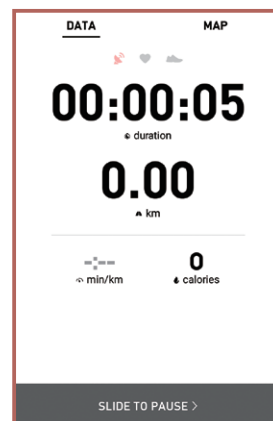 DATA MAP
00:00:05
duration
0.00
km
-:-- 0
min/km calories
SLIDE TO PAUSE >